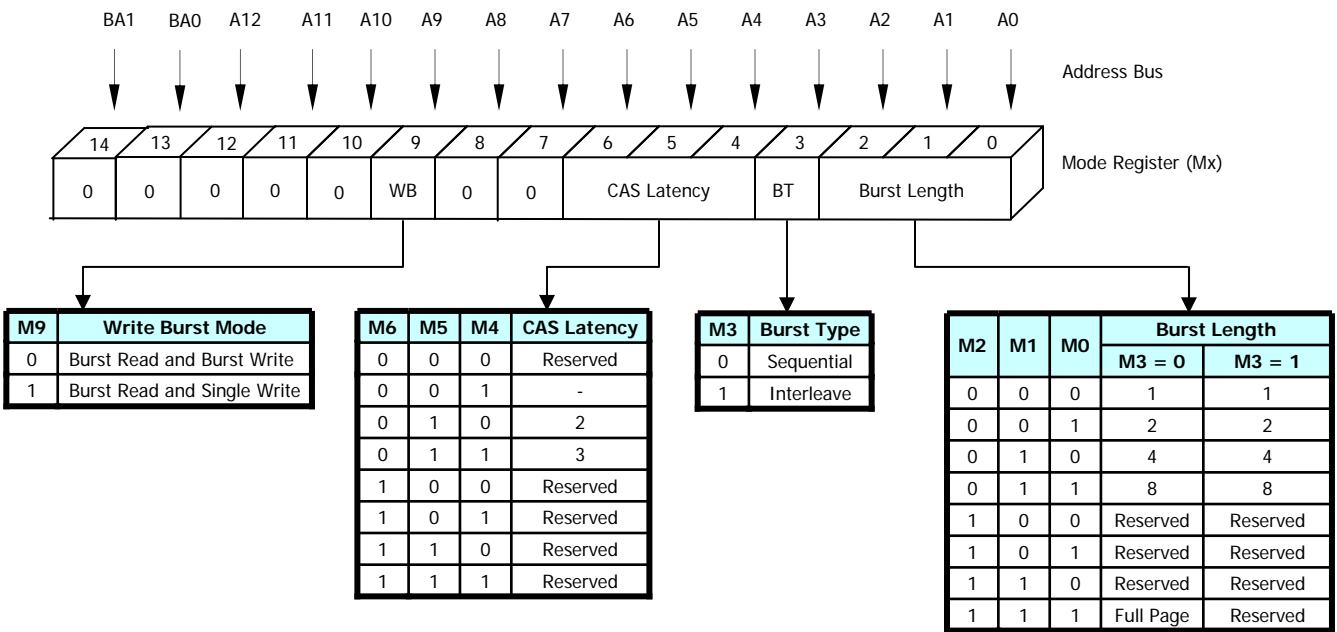 BA1 BA0 A12 A11 A10 A9 A8 A7 A6 A5 A4 A3 A2 A1 A0
Address Bus
14 13 12 11 10 9 8 7 6 5 4 3 2 1 0
Mode Register (Mx)
0 0 0 0 0 WB 0 0 CAS Latency BT Burst Length
M9 Write Burst Mode
0 Burst Read and Burst Write
1 Burst Read and Single Write
M6 M5 M4 CAS Latency
0 0 0 Reserved
0 0 1 -
0 1 0 2
0 1 1 3
1 0 0 Reserved
1 0 1 Reserved
1 1 0 Reserved
1 1 1 Reserved
M3 Burst Type
0 Sequential
1 Interleave
M2 M1 M0 Burst Length
M3 = 0 M3 = 1
0 0 0 1 1
0 0 1 2 2
0 1 0 4 4
0 1 1 8 8
1 0 0 Reserved Reserved
1 0 1 Reserved Reserved
1 1 0 Reserved Reserved
1 1 1 Full Page Reserved